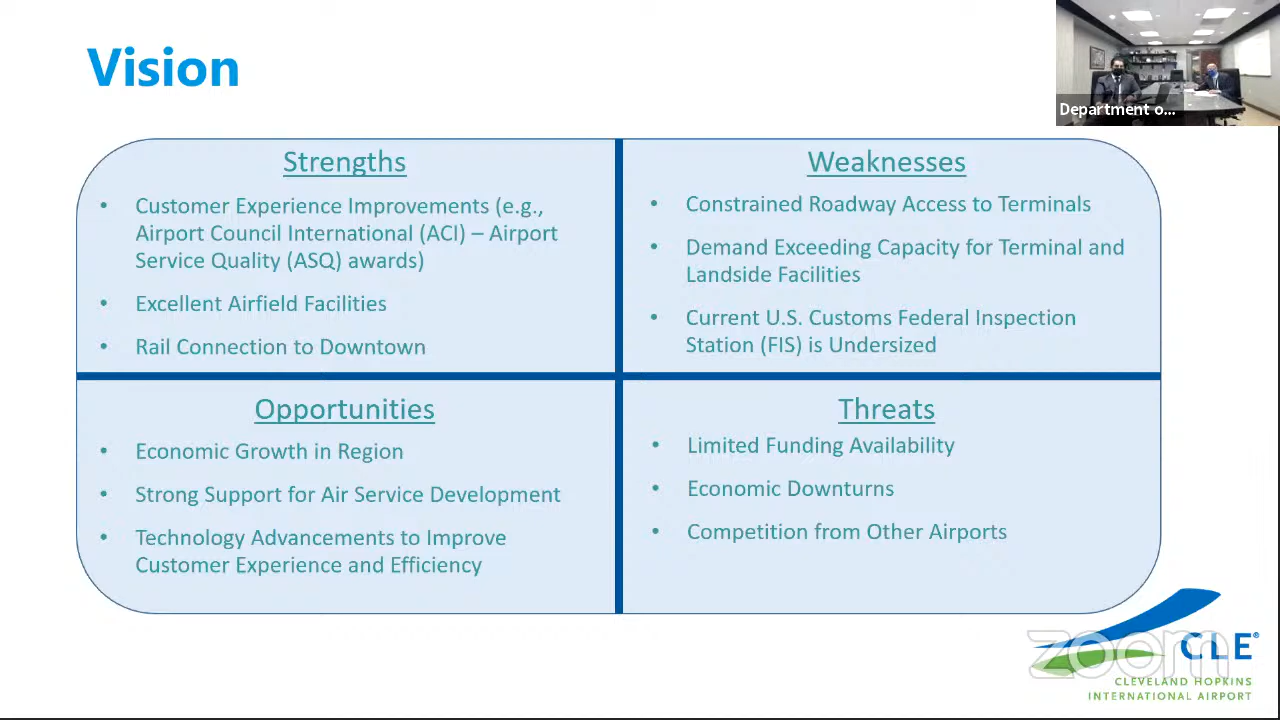 Vision
Department o...
Strengths
• Customer Experience Improvements (e.g.,
Airport Council International (ACI) – Airport
Service Quality (ASQ) awards)
• Excellent Airfield Facilities
• Rail Connection to Downtown
Weaknesses
• Constrained Roadway Access to Terminals
• Demand Exceeding Capacity for Terminal and
Landside Facilities
• Current U.S. Customs Federal Inspection
Station (FIS) is Undersized
Opportunities
• Economic Growth in Region
• Strong Support for Air Service Development
• Technology Advancements to Improve
Customer Experience and Efficiency
Threats
• Limited Funding Availability
• Economic Downturns
• Competition from Other Airports
zoom
CLE®
CLEVELAND HOPKINS
INTERNATIONAL AIRPORT